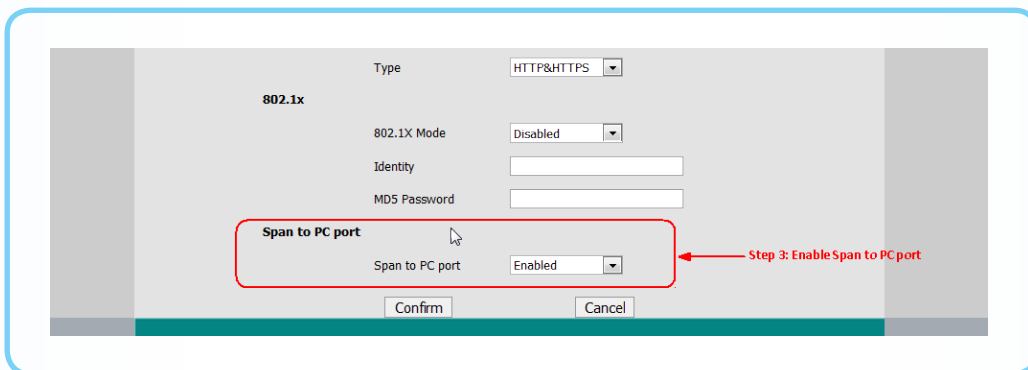 Type HTTP&HTTPS
802.1x
802.1X Mode Disabled
Identity
MD5 Password
Span to PC port
Span to PC port Enabled
Step 3: Enable Span to PC port
Confirm Cancel